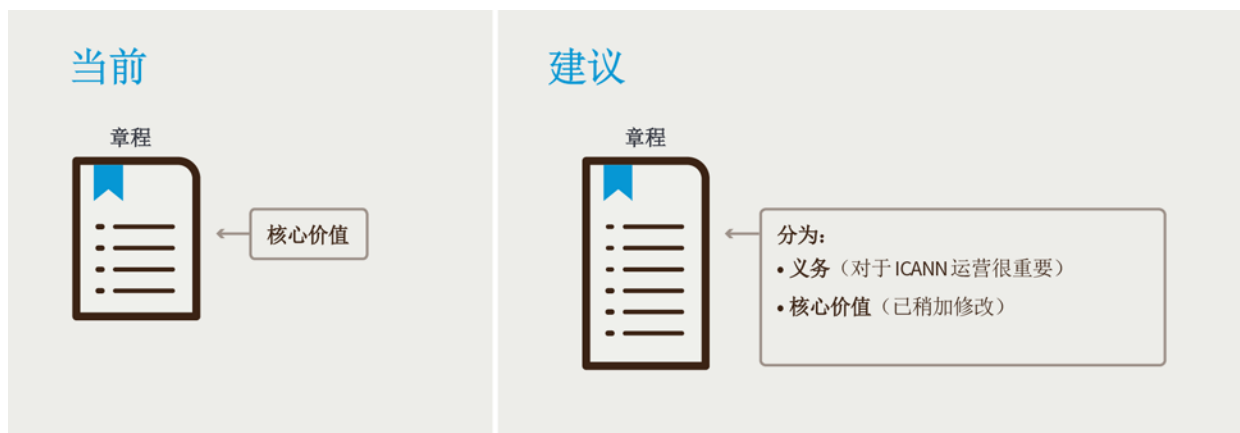 当前
章程
核心价值
建议
章程
分为：
• 义务（对于 ICANN 运营很重要）
• 核心价值（已稍加修改）